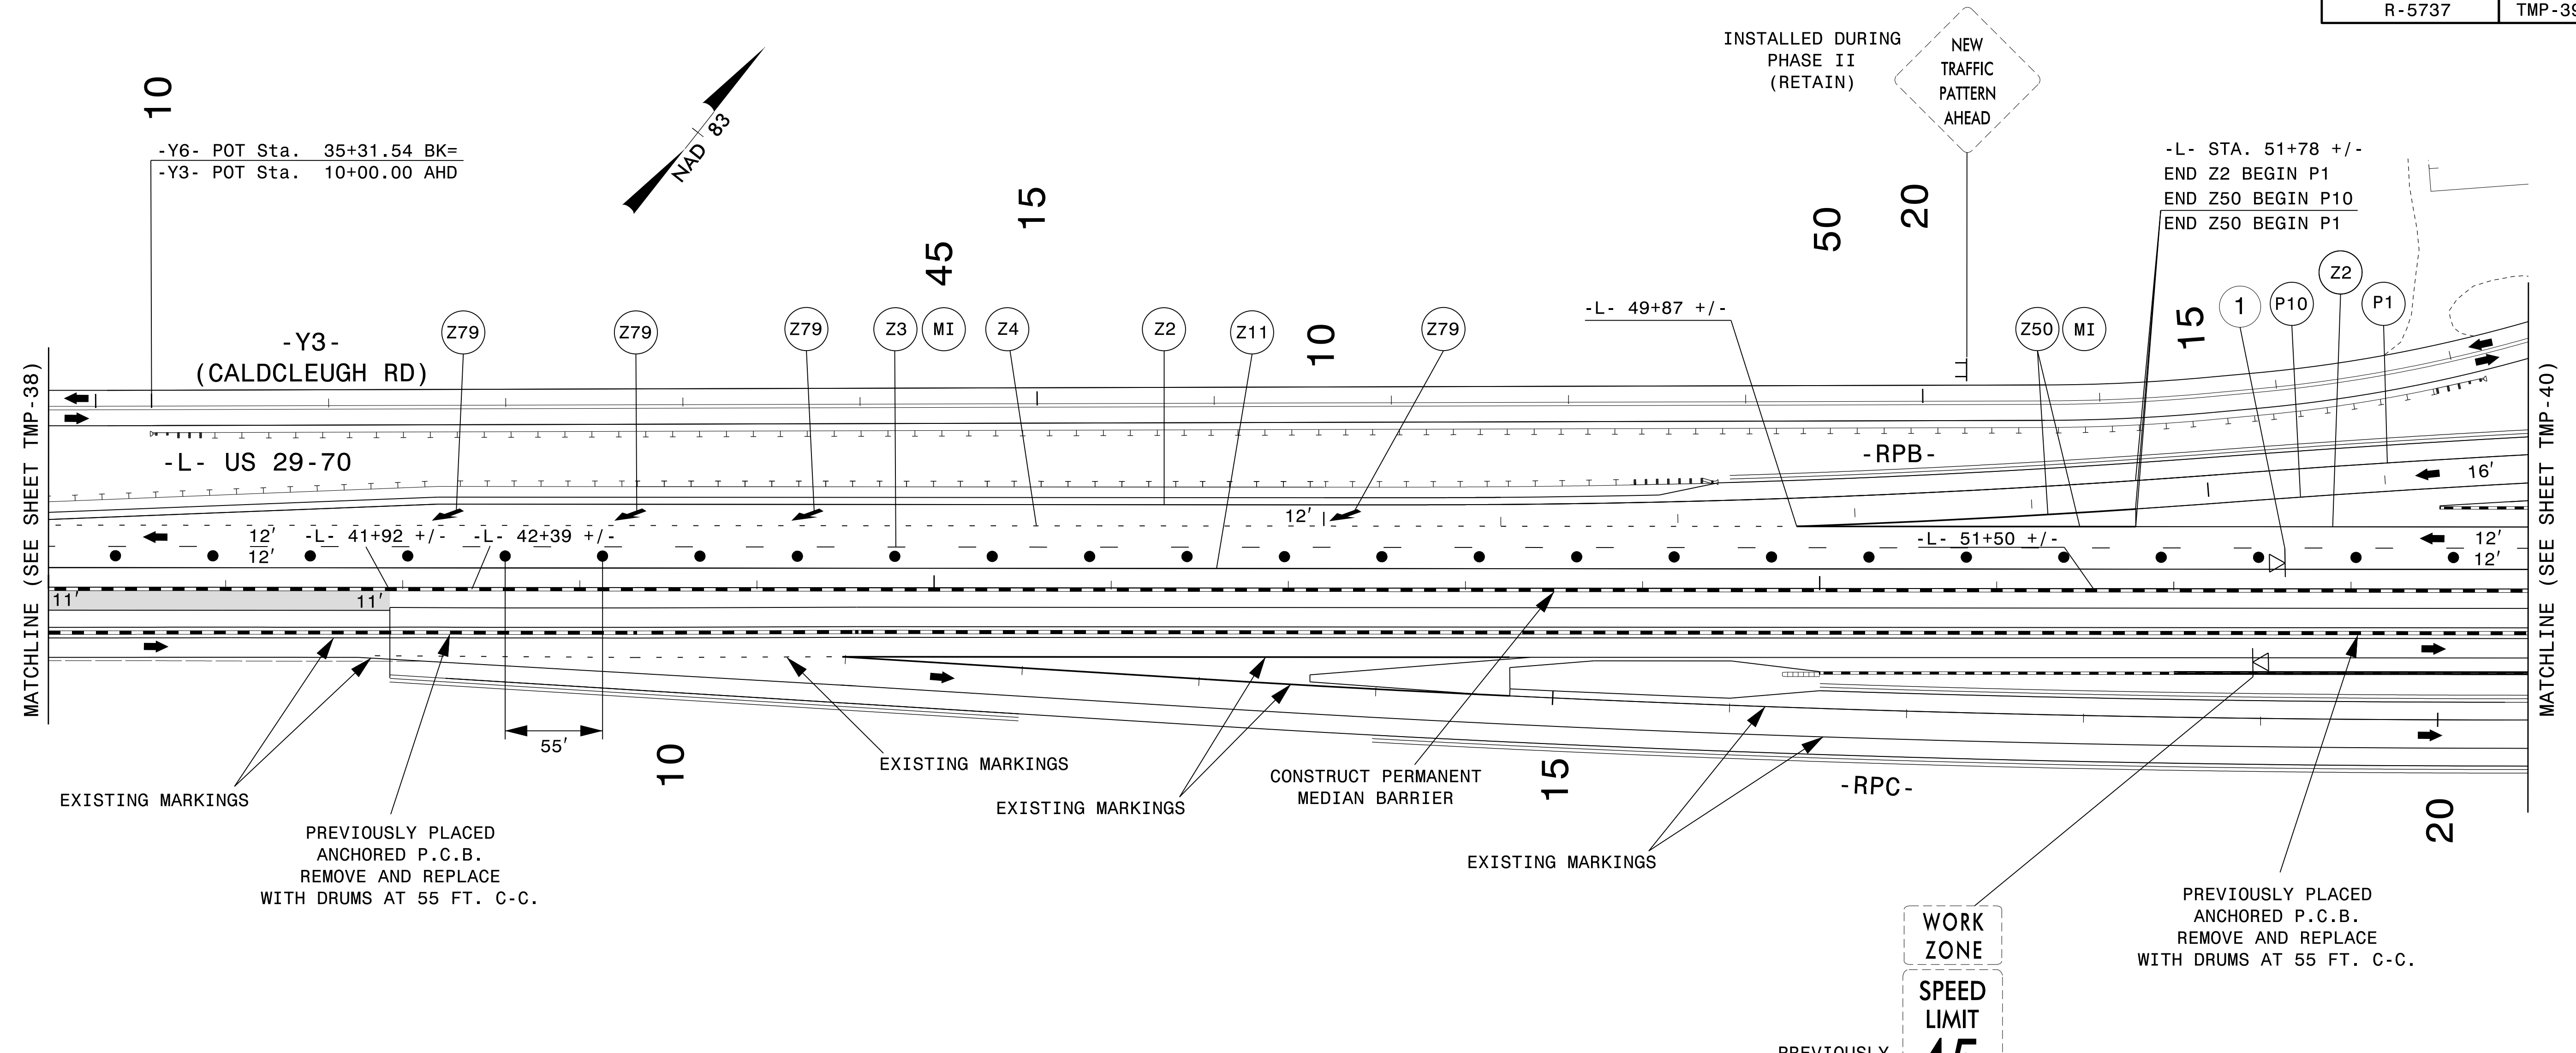 R-5737
TMP-39
INSTALLED DURING
PHASE II
(RETAIN)
NEW
TRAFFIC
PATTERN
AHEAD
10
-Y6- POT Sta. 35+31.54 BK=
-Y3- POT Sta. 10+00.00 AHD
NAD 83
15
45
50
20
-L- STA. 51+78 +/-
END Z2 BEGIN P1
END Z50 BEGIN P10
END Z50 BEGIN P1
-Y3-
(CALDCLEUGH RD)
Z79
Z79
Z79
Z3
MI
Z4
Z2
Z11
10
Z79
-L- 49+87 +/-
Z50
MI
15
1
P10
Z2
P1
MATCHLINE (SEE SHEET TMP-38)
MATCHLINE (SEE SHEET TMP-40)
-L- US 29-70
-RPB-
16'
12'
12'
12'
-L- 41+92 +/-
-L- 42+39 +/-
12'
-L- 51+50 +/-
12'
11'
11'
55'
10
EXISTING MARKINGS
EXISTING MARKINGS
EXISTING MARKINGS
CONSTRUCT PERMANENT
MEDIAN BARRIER
15
-RPC-
20
EXISTING MARKINGS
PREVIOUSLY PLACED
ANCHORED P.C.B.
REMOVE AND REPLACE
WITH DRUMS AT 55 FT. C-C.
PREVIOUSLY PLACED
ANCHORED P.C.B.
REMOVE AND REPLACE
WITH DRUMS AT 55 FT. C-C.
WORK
ZONE
SPEED
LIMIT
45
PREVIOUSLY